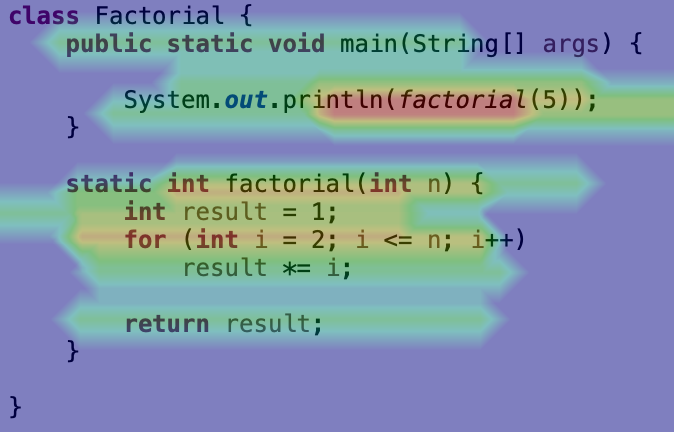 class Factorial {
    public static void main(String[] args) {
        System.out.println(factorial(5));
    }
    static int factorial(int n) {
        int result = 1;
        for (int i = 2; i <= n; i++)
            result *= i;
        return result;
    }
}